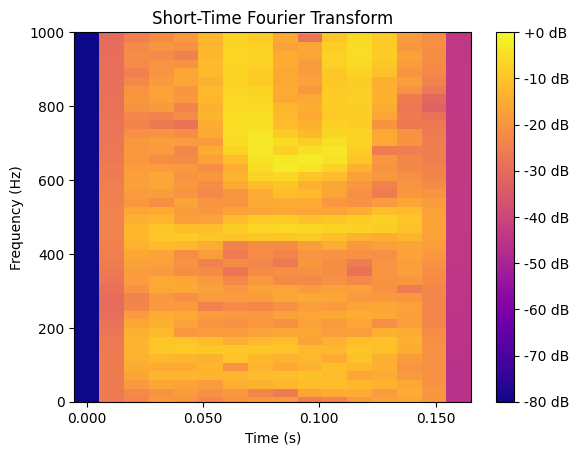 Short-Time Fourier Transform
1000
800
600
400
200
0
Frequency (Hz)
0.000
0.050
0.100
0.150
Time (s)
+0 dB
-10 dB
-20 dB
-30 dB
-40 dB
-50 dB
-60 dB
-70 dB
-80 dB